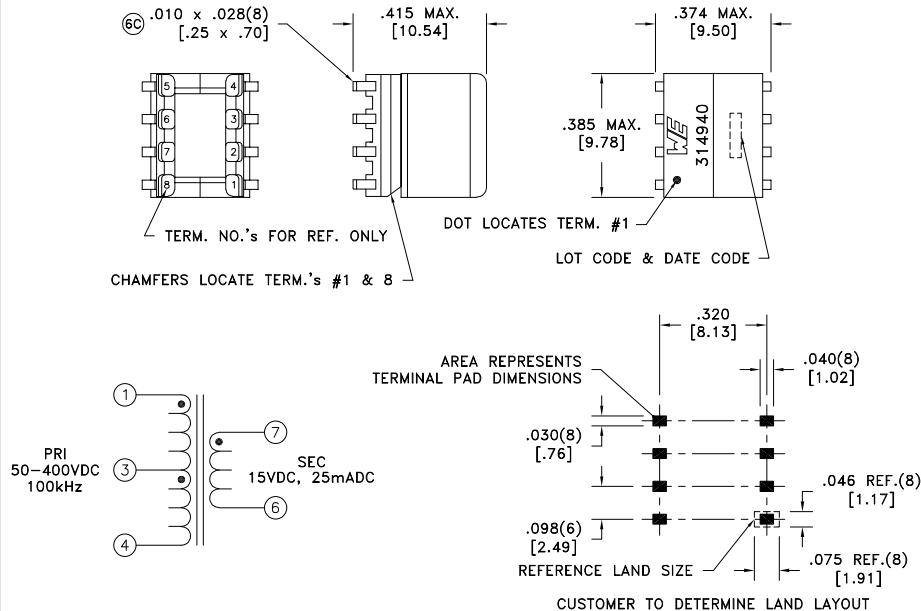 6C .010 x .028(8)
[.25 x .70]
.415 MAX.
[10.54]
.374 MAX.
[9.50]
5 4
6 3
7 2
8 1
.385 MAX.
[9.78]
WE
314940
TERM. NO.'s FOR REF. ONLY
CHAMFERS LOCATE TERM.'s #1 & 8
DOT LOCATES TERM. #1
LOT CODE & DATE CODE
1
3
4
PRI
50-400VDC
100kHz
7
6
SEC
15VDC, 25mADC
.320
[8.13]
AREA REPRESENTS
TERMINAL PAD DIMENSIONS
.040(8)
[1.02]
.030(8)
[.76]
.046 REF.(8)
[1.17]
.098(6)
[2.49]
REFERENCE LAND SIZE
.075 REF.(8)
[1.91]
CUSTOMER TO DETERMINE LAND LAYOUT